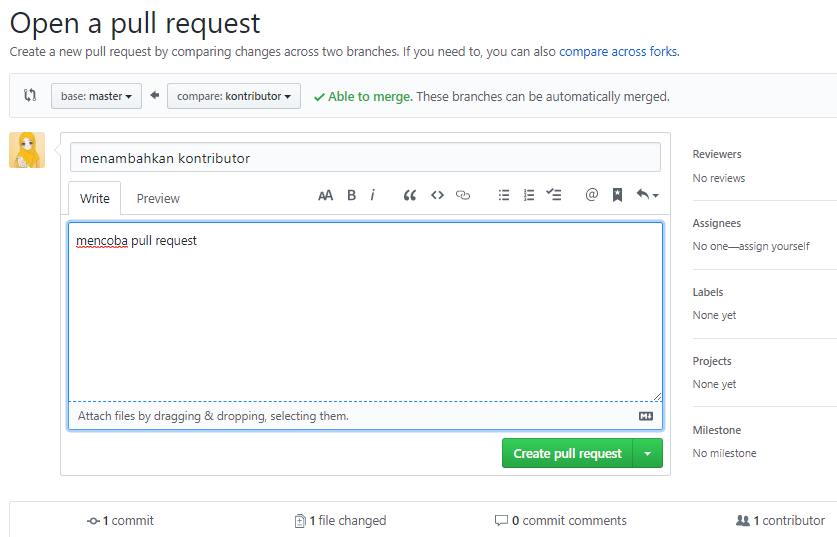 Open a pull request
Create a new pull request by comparing changes across two branches. If you need to, you can also compare across forks.
base: master
compare: kontributor
Able to merge. These branches can be automatically merged.
menambahkan kontributor
Write
Preview
AA B i
mencoba pull request
Attach files by dragging & dropping, selecting them.
Create pull request
Reviewers
No reviews
Assignees
No one—assign yourself
Labels
None yet
Projects
None yet
Milestone
No milestone
1 commit
1 file changed
0 commit comments
1 contributor